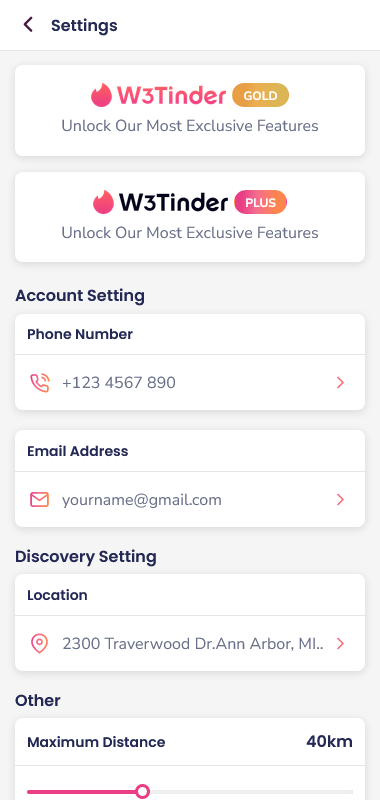 Settings
W3Tinder GOLD
Unlock Our Most Exclusive Features
W3Tinder PLUS
Unlock Our Most Exclusive Features
Account Setting
Phone Number
+123 4567 890
Email Address
yourname@gmail.com
Discovery Setting
Location
2300 Traverwood Dr.Ann Arbor, MI..
Other
Maximum Distance 40km